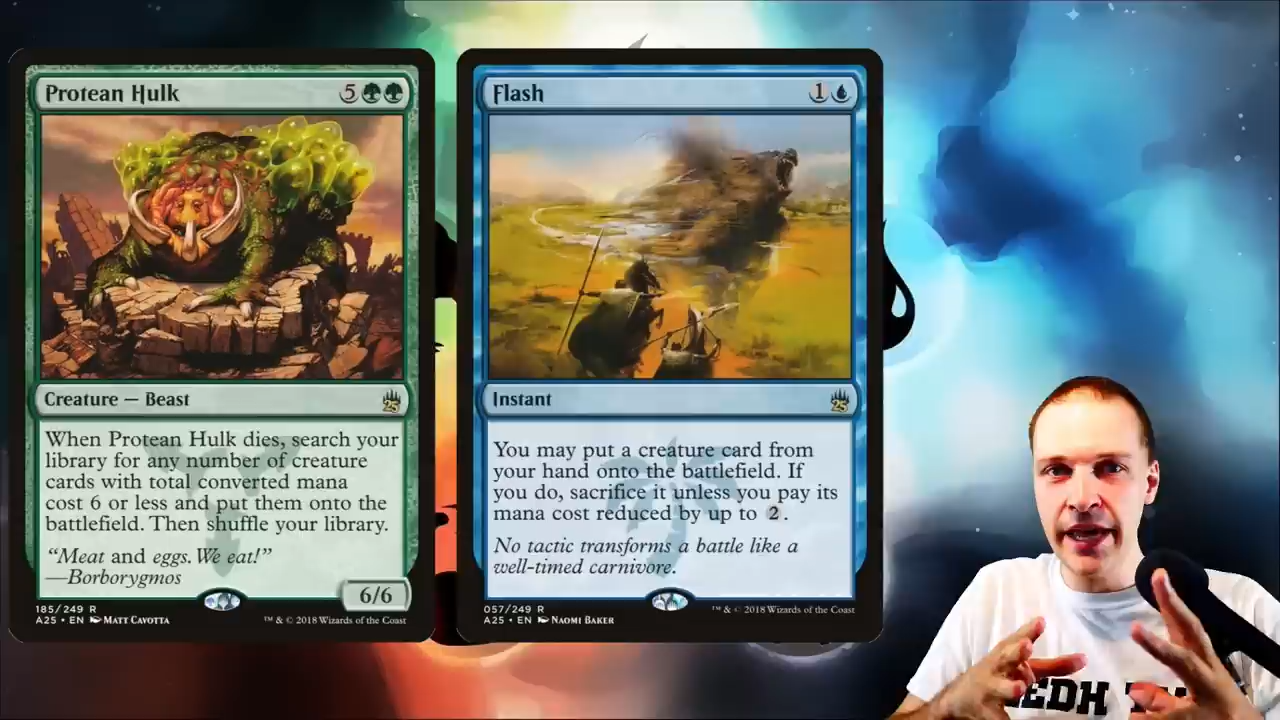 Protean Hulk 5
Creature — Beast
When Protean Hulk dies, search your
library for any number of creature
cards with total converted mana
cost 6 or less and put them onto the
battlefield. Then shuffle your library.
“Meat and eggs. We eat!”
—Borborygmos
6/6
185/249 R
A25 • EN Matt Cavotta
™ & © 2018 Wizards of the Coast
Flash 1
Instant
You may put a creature card from
your hand onto the battlefield. If
you do, sacrifice it unless you pay its
mana cost reduced by up to 2.
No tactic transforms a battle like a
well-timed carnivore.
057/249 R
A25 • EN Naomi Baker
™ & © 2018 Wizards of the Coast
EDH